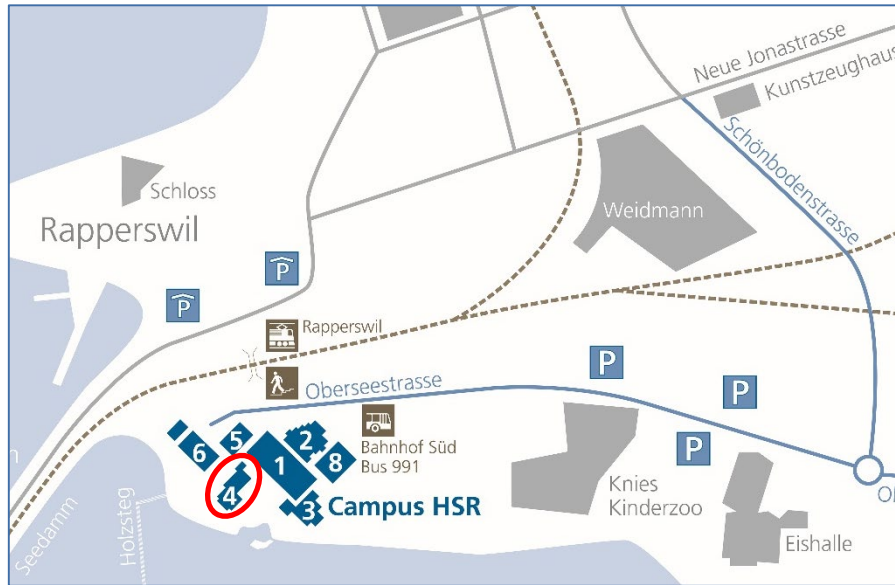 Neue Jonastrasse
Kunstzeughaus
Schönbodenstrasse
Schloss
Weidmann
Rapperswil
P
P
Rapperswil
Oberseestrasse
P
P
P
Bahnhof Süd
Bus 991
6
5
1
2
8
4
3
Campus HSR
Knies
Kinderzoo
Eishalle
Seedamm
Holzsteg